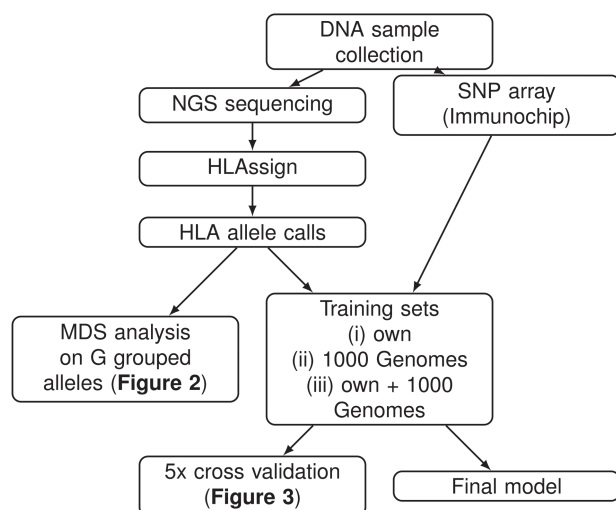 DNA sample
collection
NGS sequencing
SNP array
(Immunochip)
HLAssign
HLA allele calls
MDS analysis
on G grouped
alleles (Figure 2)
Training sets
(i) own
(ii) 1000 Genomes
(iii) own + 1000
Genomes
5x cross validation
(Figure 3)
Final model